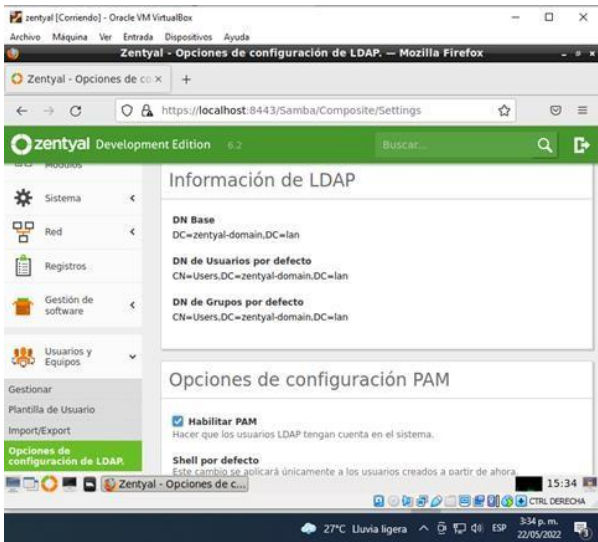 zentyal [Corriendo] - Oracle VM VirtualBox
Archivo Máquina Ver Entrada Dispositivos Ayuda
Zentyal - Opciones de configuración de LDAP. — Mozilla Firefox
Zentyal - Opciones de co
https://localhost:8443/Samba/Composite/Settings
zentyal Development Edition 6.2
Buscar...
Módulos
Sistema
Red
Registros
Gestión de
software
Usuarios y
Equipos
Gestionar
Plantilla de Usuario
Import/Export
Opciones de
configuración de LDAP.
Información de LDAP
DN Base
DC=zentyal-domain,DC=lan
DN de Usuarios por defecto
CN=Users,DC=zentyal-domain,DC=lan
DN de Grupos por defecto
CN=Users,DC=zentyal-domain,DC=lan
Opciones de configuración PAM
Habilitar PAM
Hacer que los usuarios LDAP tengan cuenta en el sistema.
Shell por defecto
Este cambio se aplicará únicamente a los usuarios creados a partir de ahora.
Zentyal - Opciones de c...
15:34
CTRL DERECHA
27°C Lluvia ligera
ESP
3:34 p. m.
22/05/2022
3